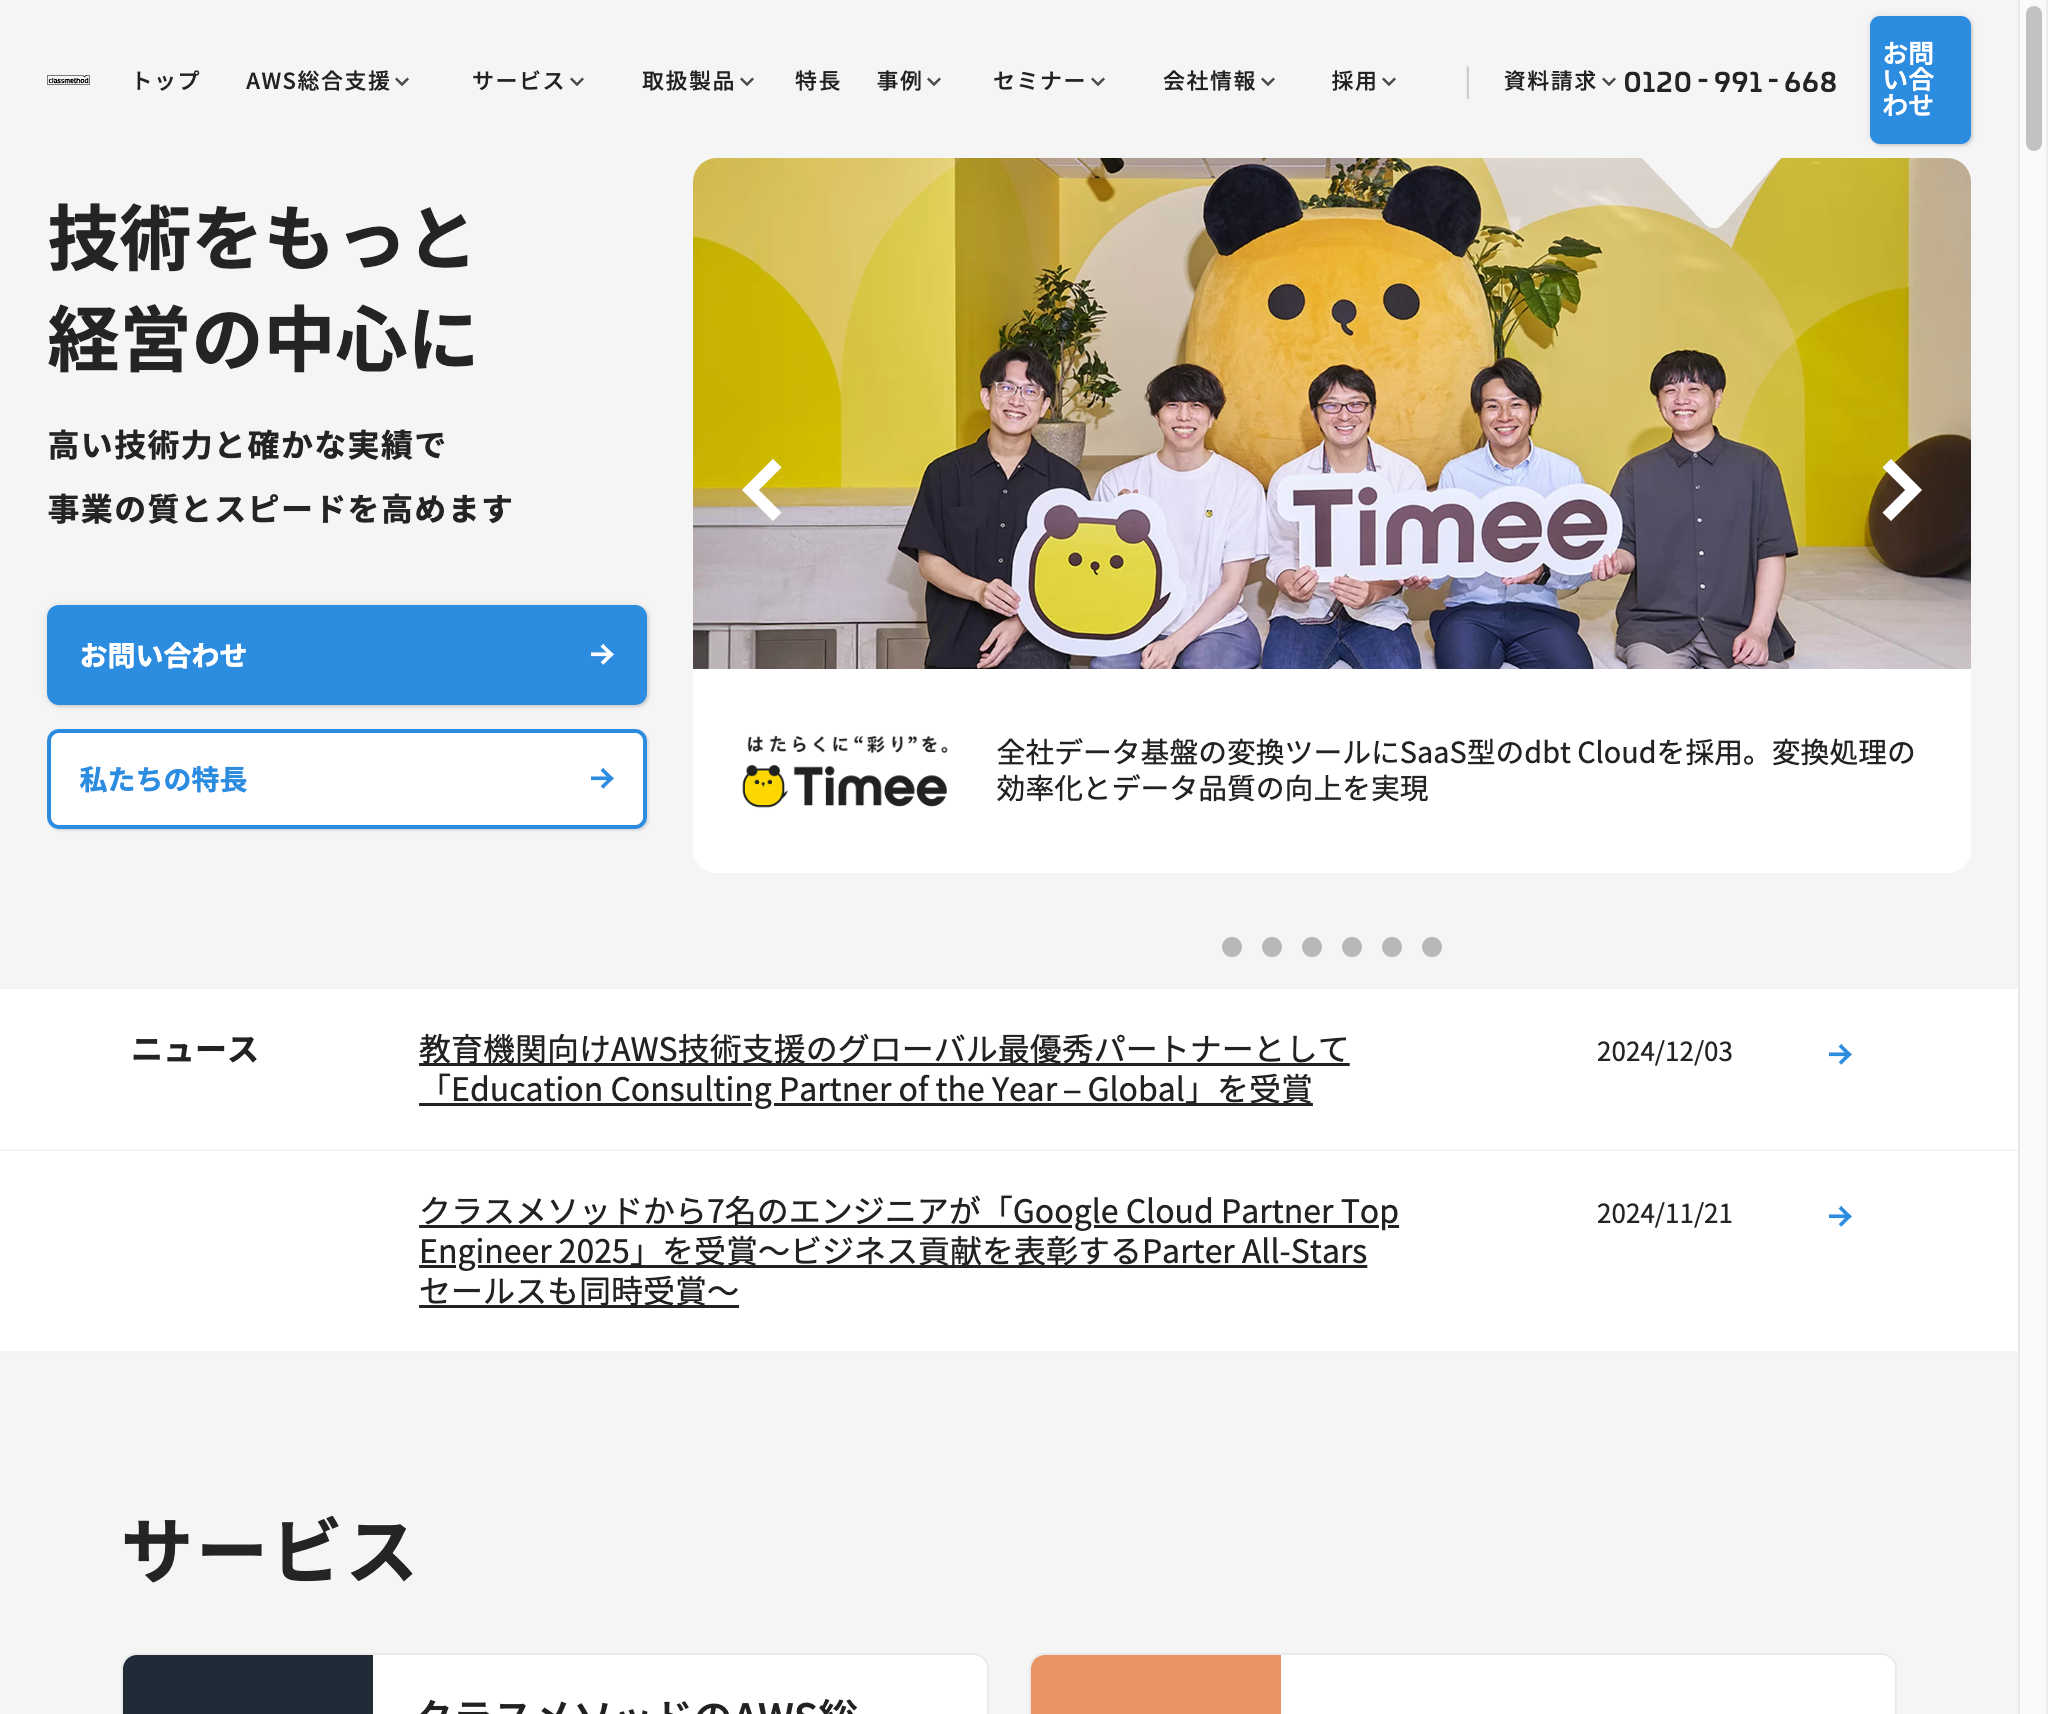 classmethod
トップ
AWS総合支援
サービス
取扱製品
特長
事例
セミナー
会社情報
採用
資料請求
0120-991-668
お問
い合
わせ
技術をもっと
経営の中心に
高い技術力と確かな実績で
事業の質とスピードを高めます
お問い合わせ
私たちの特長
Timee
はたらくに“彩り”を。
Timee
全社データ基盤の変換ツールにSaaS型のdbt Cloudを採用。変換処理の
効率化とデータ品質の向上を実現
ニュース
教育機関向けAWS技術支援のグローバル最優秀パートナーとして
「Education Consulting Partner of the Year – Global」を受賞
2024/12/03
クラスメソッドから7名のエンジニアが「Google Cloud Partner Top
Engineer 2025」を受賞〜ビジネス貢献を表彰するParter All-Stars
セールスも同時受賞〜
2024/11/21
サービス
クラスメソッドのAWS総